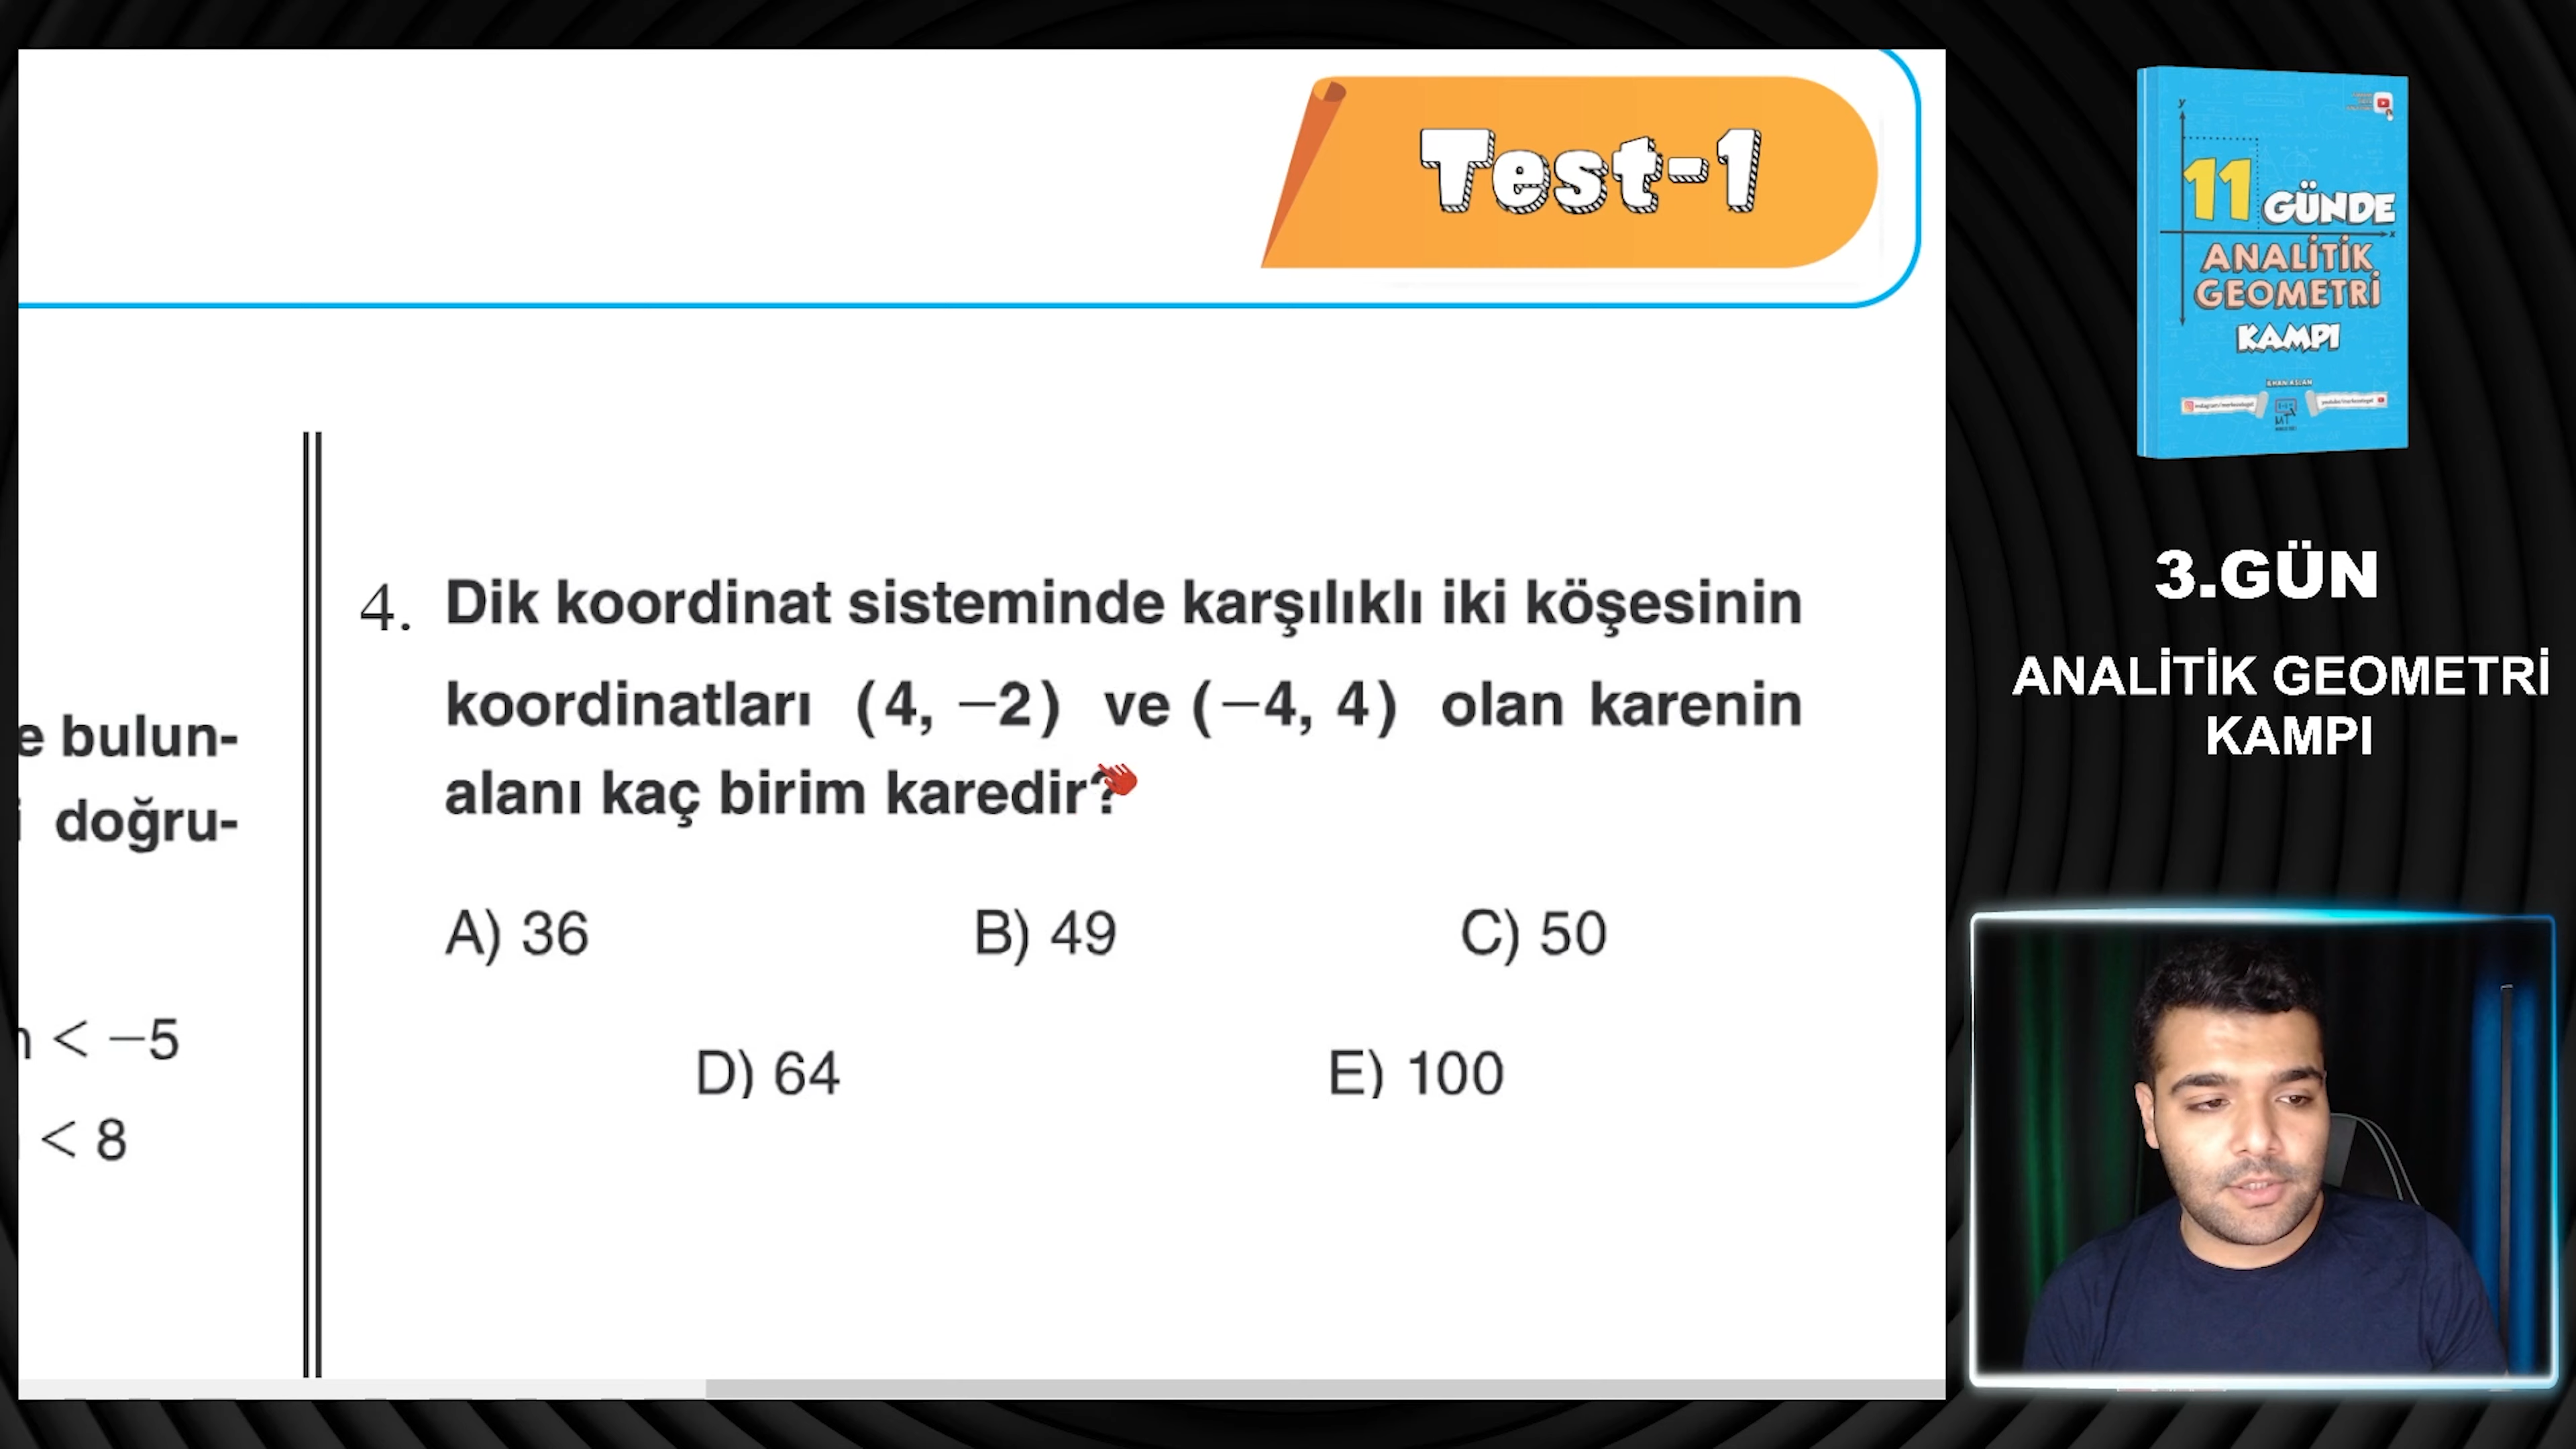 Test-1
e bulun-
doğru-
< −5
< 8
4. Dik koordinat sisteminde karşılıklı iki köşesinin
koordinatları (4, −2) ve (−4, 4) olan karenin
alanı kaç birim karedir?
A) 36 B) 49 C) 50
D) 64 E) 100
y
11 GÜNDE
x
ANALİTİK
GEOMETRİ
KAMPI
İLHAN ASLAN
3.GÜN
ANALİTİK GEOMETRİ
KAMPI